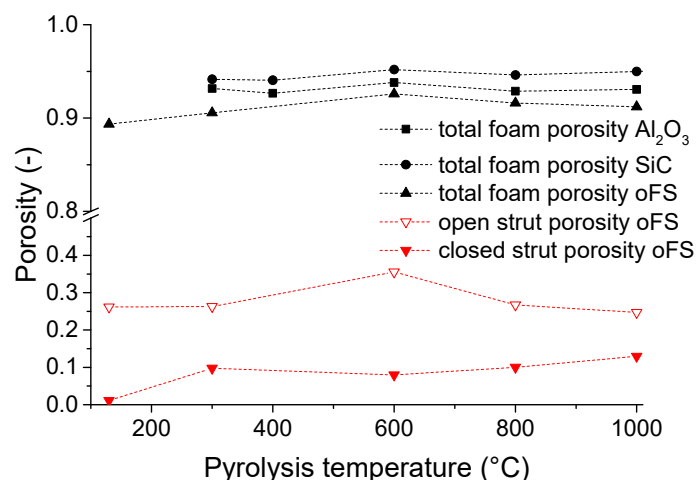 1.0
0.9
0.8
0.4
0.3
0.2
0.1
0.0
Porosity (-)
total foam porosity Al₂O₃
total foam porosity SiC
total foam porosity oFS
open strut porosity oFS
closed strut porosity oFS
200 400 600 800 1000
Pyrolysis temperature (°C)